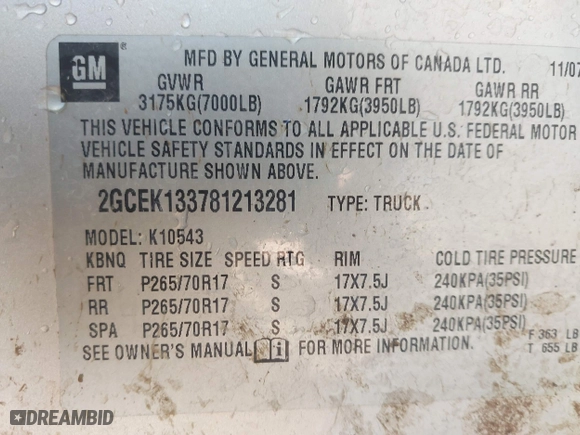 GM
MFD BY GENERAL MOTORS OF CANADA LTD. 11/07
GVWR GAWR FRT GAWR RR
3175KG(7000LB) 1792KG(3950LB) 1792KG(3950LB)
THIS VEHICLE CONFORMS TO ALL APPLICABLE U.S. FEDERAL MOTOR
VEHICLE SAFETY STANDARDS IN EFFECT ON THE DATE OF
MANUFACTURE SHOWN ABOVE.
2GCEK133781213281 TYPE: TRUCK
MODEL: K10543
KBNQ TIRE SIZE SPEED RTG RIM COLD TIRE PRESSURE
FRT P265/70R17 S 17X7.5J 240KPA(35PSI)
RR P265/70R17 S 17X7.5J 240KPA(35PSI)
SPA P265/70R17 S 17X7.5J 240KPA(35PSI)
SEE OWNER'S MANUAL i FOR MORE INFORMATION.
F 363 LB
T 655 LB
DREAMBID